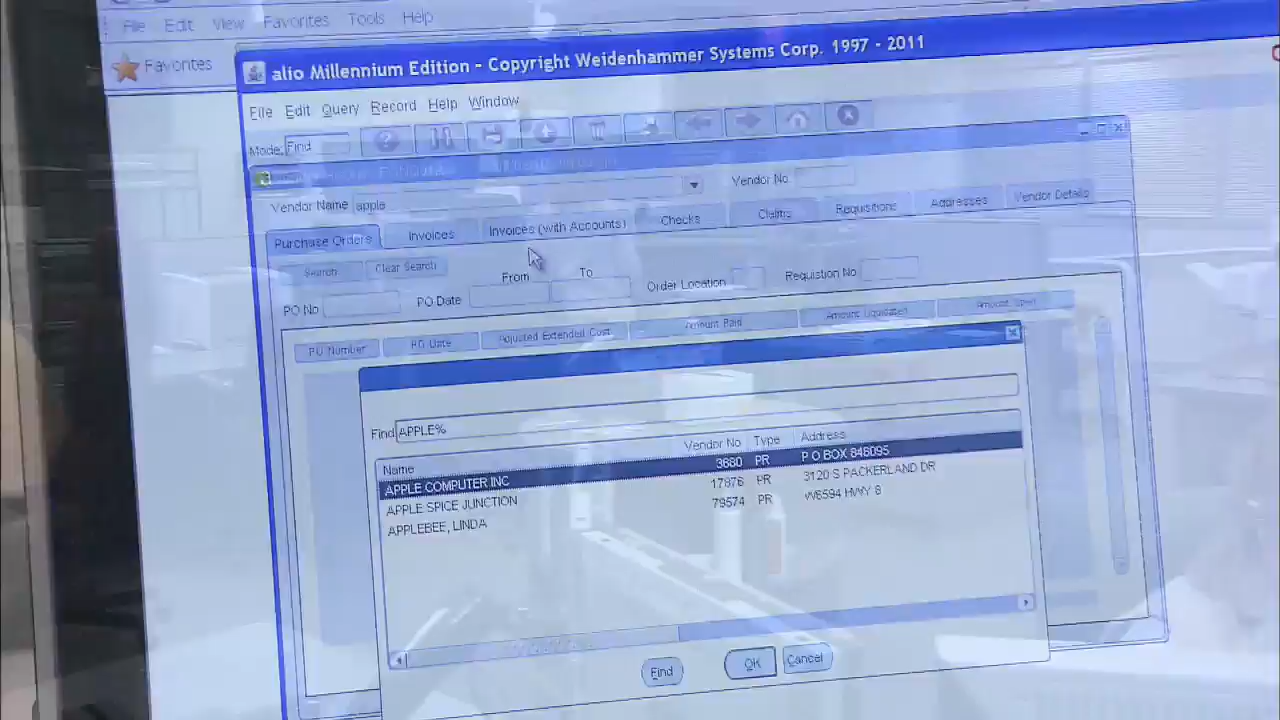 File Edit View Favorites Tools Help
Favorites
alio Millennium Edition - Copyright Weidenhammer Systems Corp. 1997 - 2011
File Edit Query Record Help Window
Mode: Find
Vendor Name apple
Vendor No.
Purchase Orders Invoices Invoices (with Accounts) Checks Claims Requisitions Addresses Vendor Details
Search Clear Search
PO No PO Date From To Order Location Requistion No
PO Number PO Date Adjusted Extended Cost Amount Paid Amount Liquidated Amount Open
Find APPLE%
Name Vendor No Type Address
APPLE COMPUTER INC 3680 PR P O BOX 846095
APPLE SPICE JUNCTION 17876 PR 3120 S PACKERLAND DR
APPLEBEE, LINDA 79574 PR W6594 HWY 8
Find OK Cancel